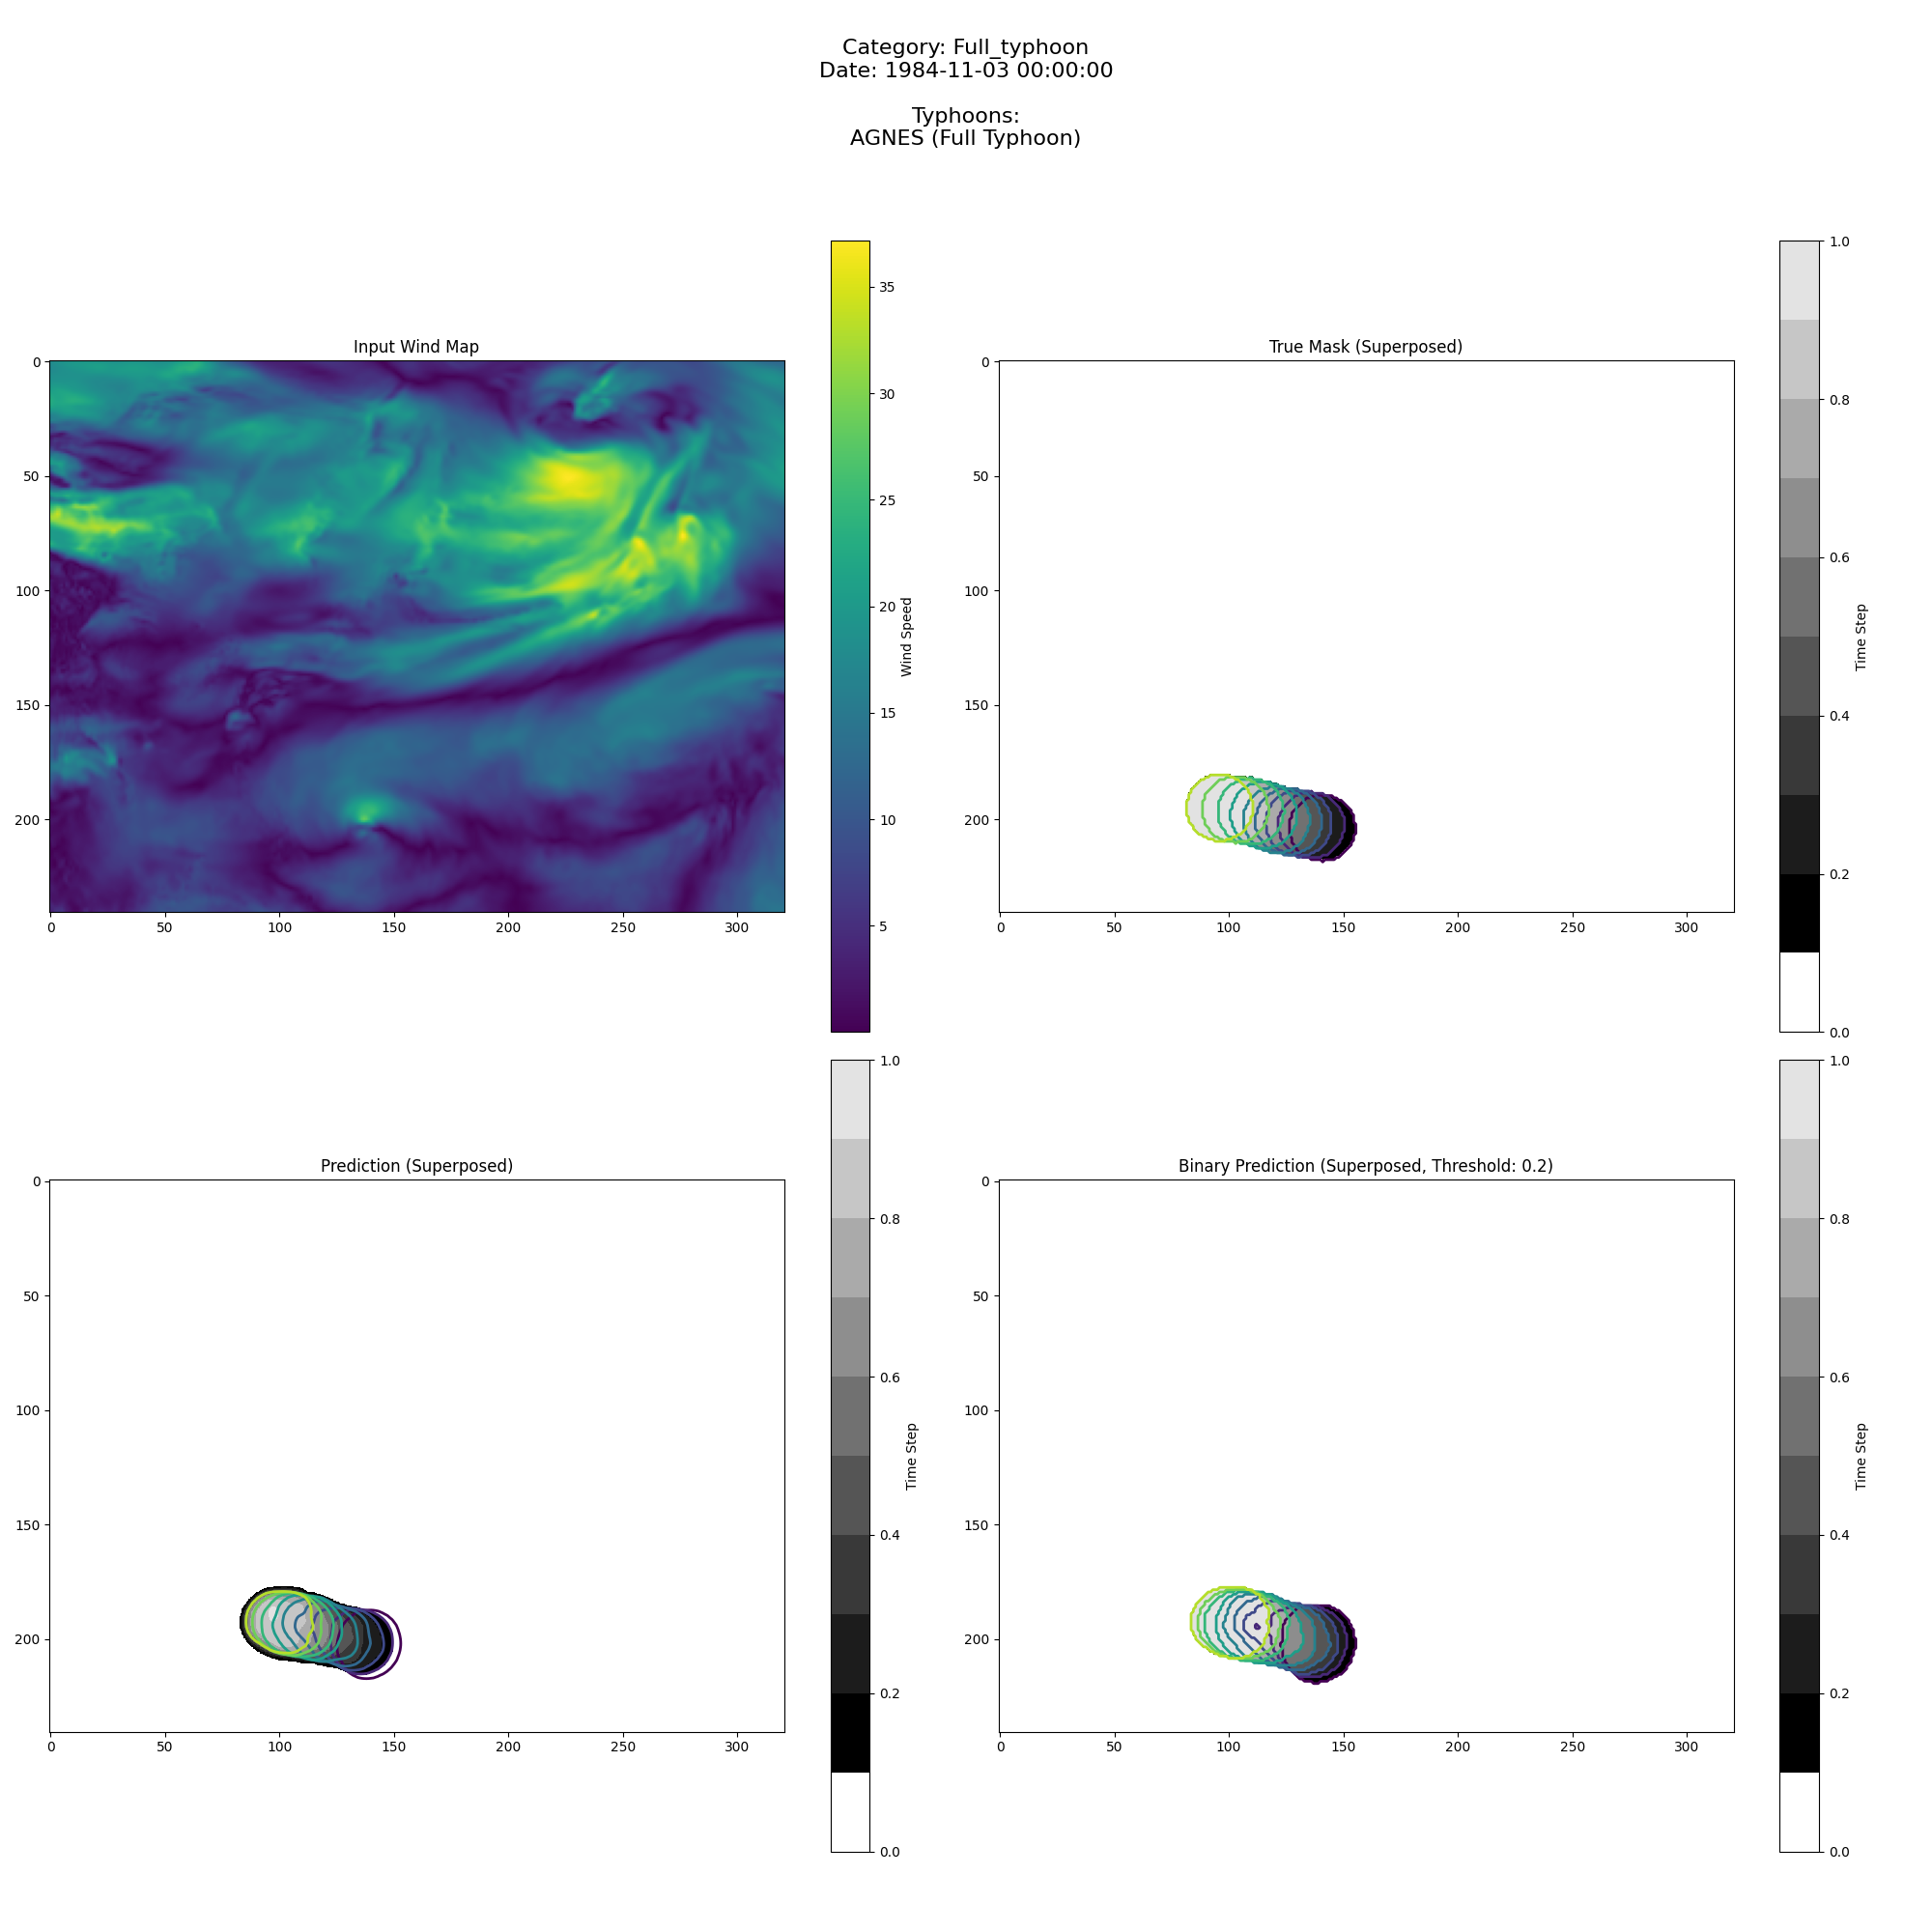 Category: Full_typhoon
Date: 1984-11-03 00:00:00
Typhoons:
AGNES (Full Typhoon)
Input Wind Map
0
50
100
150
200
0 50 100 150 200 250 300
35
30
25
20
15
10
5
Wind Speed
True Mask (Superposed)
0
50
100
150
200
0 50 100 150 200 250 300
1.0
0.8
0.6
0.4
0.2
0.0
Time Step
Prediction (Superposed)
0
50
100
150
200
0 50 100 150 200 250 300
1.0
0.8
0.6
0.4
0.2
0.0
Time Step
Binary Prediction (Superposed, Threshold: 0.2)
0
50
100
150
200
0 50 100 150 200 250 300
1.0
0.8
0.6
0.4
0.2
0.0
Time Step